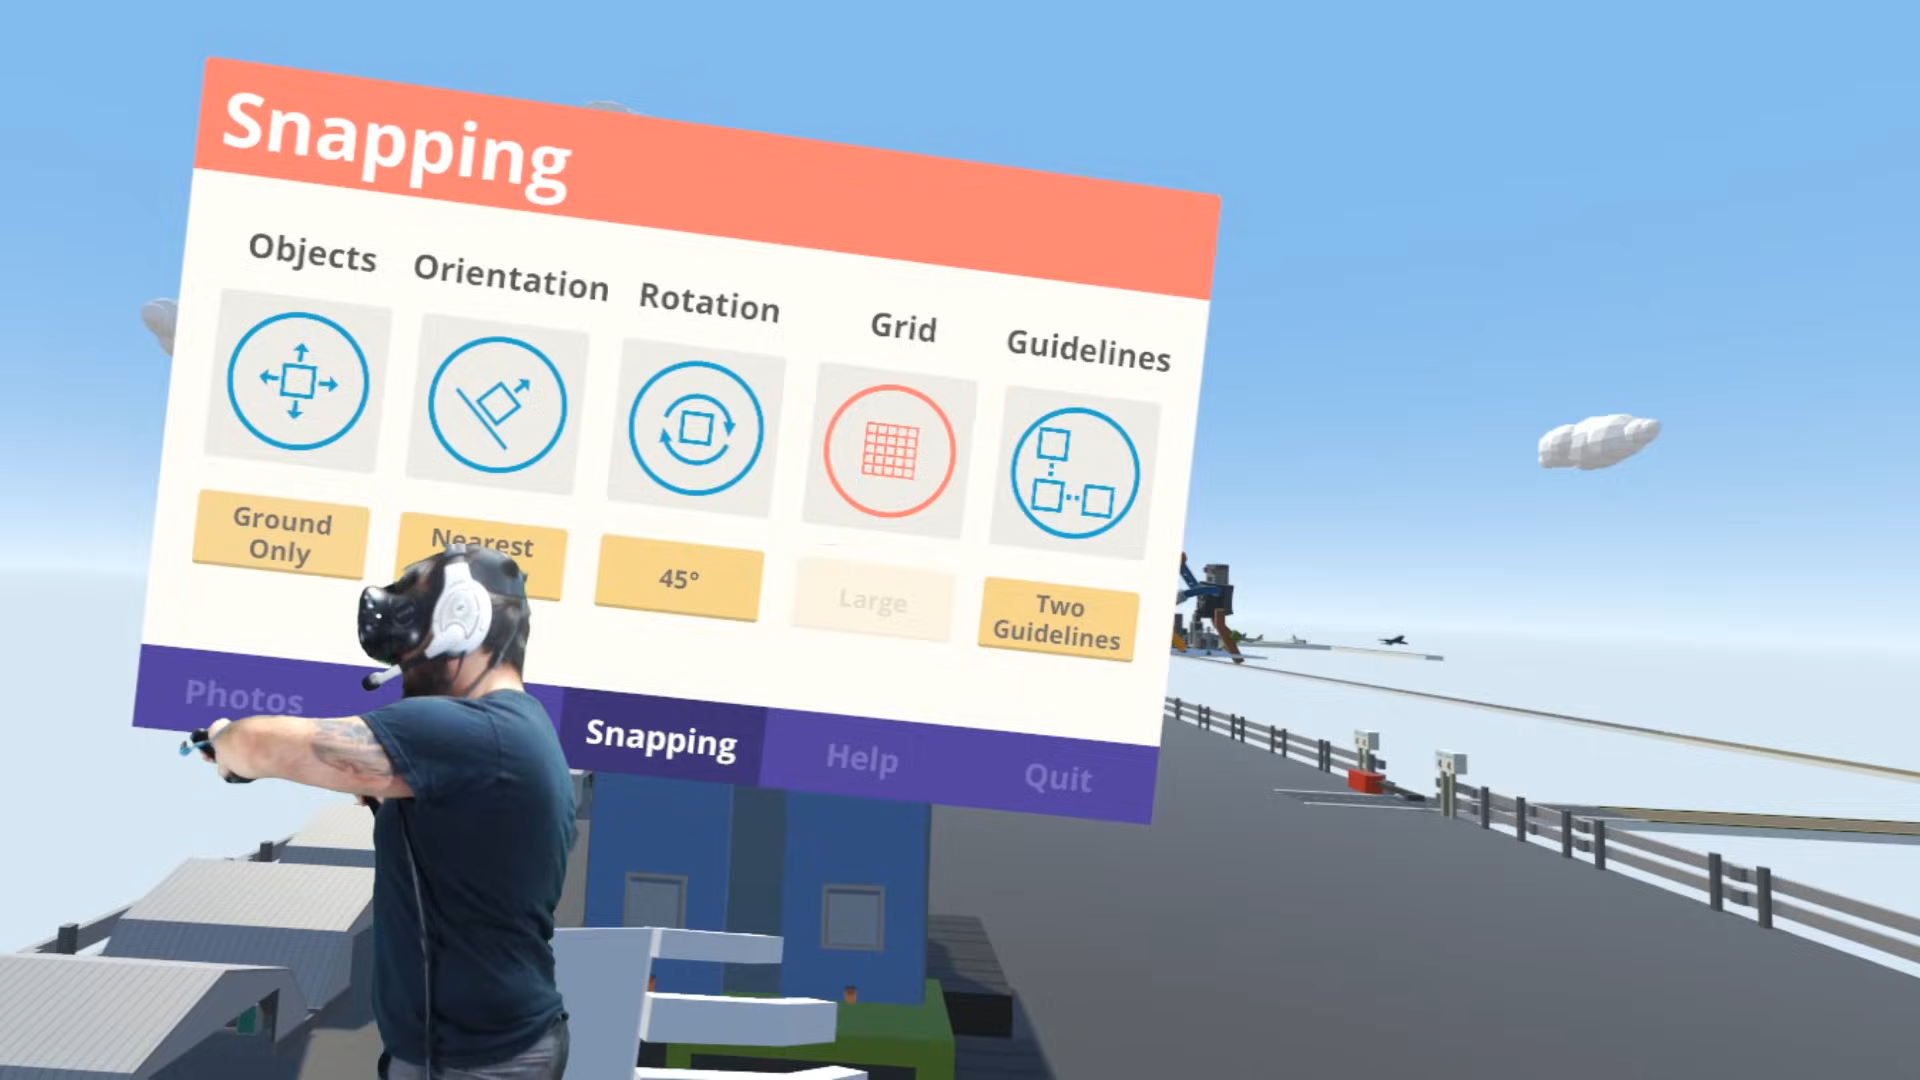 Snapping
Objects
Orientation
Rotation
Grid
Guidelines
Ground
Only
Nearest
45°
Large
Two
Guidelines
Photos
Snapping
Help
Quit